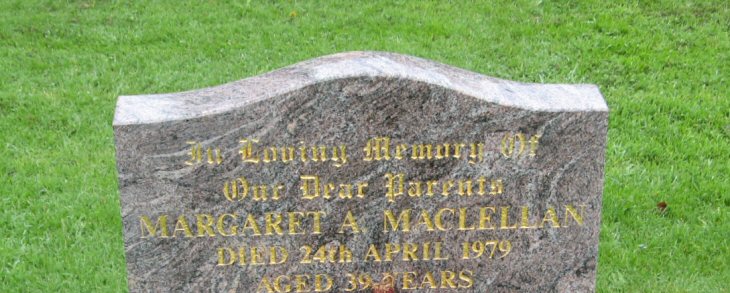 In Loving Memory Of
Our Dear Parents
MARGARET A MACLELLAN
DIED 24th APRIL 1979
AGED 39 YEARS